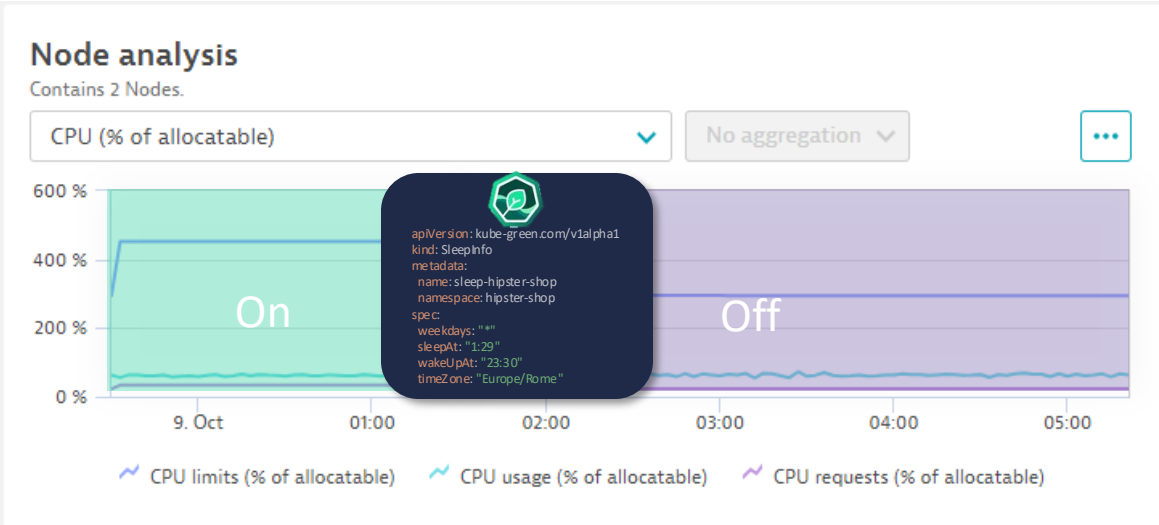 Node analysis
Contains 2 Nodes.
CPU (% of allocatable)
No aggregation
600 %
400 %
200 %
0 %
On
apiVersion: kube-green.com/v1alpha1
kind: SleepInfo
metadata:
  name: sleep-hipster-shop
  namespace: hipster-shop
spec:
  weekdays: "*"
  sleepAt: "1:29"
  wakeUpAt: "23:30"
  timeZone: "Europe/Rome"
Off
9. Oct 01:00 02:00 03:00 04:00 05:00
CPU limits (% of allocatable) CPU usage (% of allocatable) CPU requests (% of allocatable)